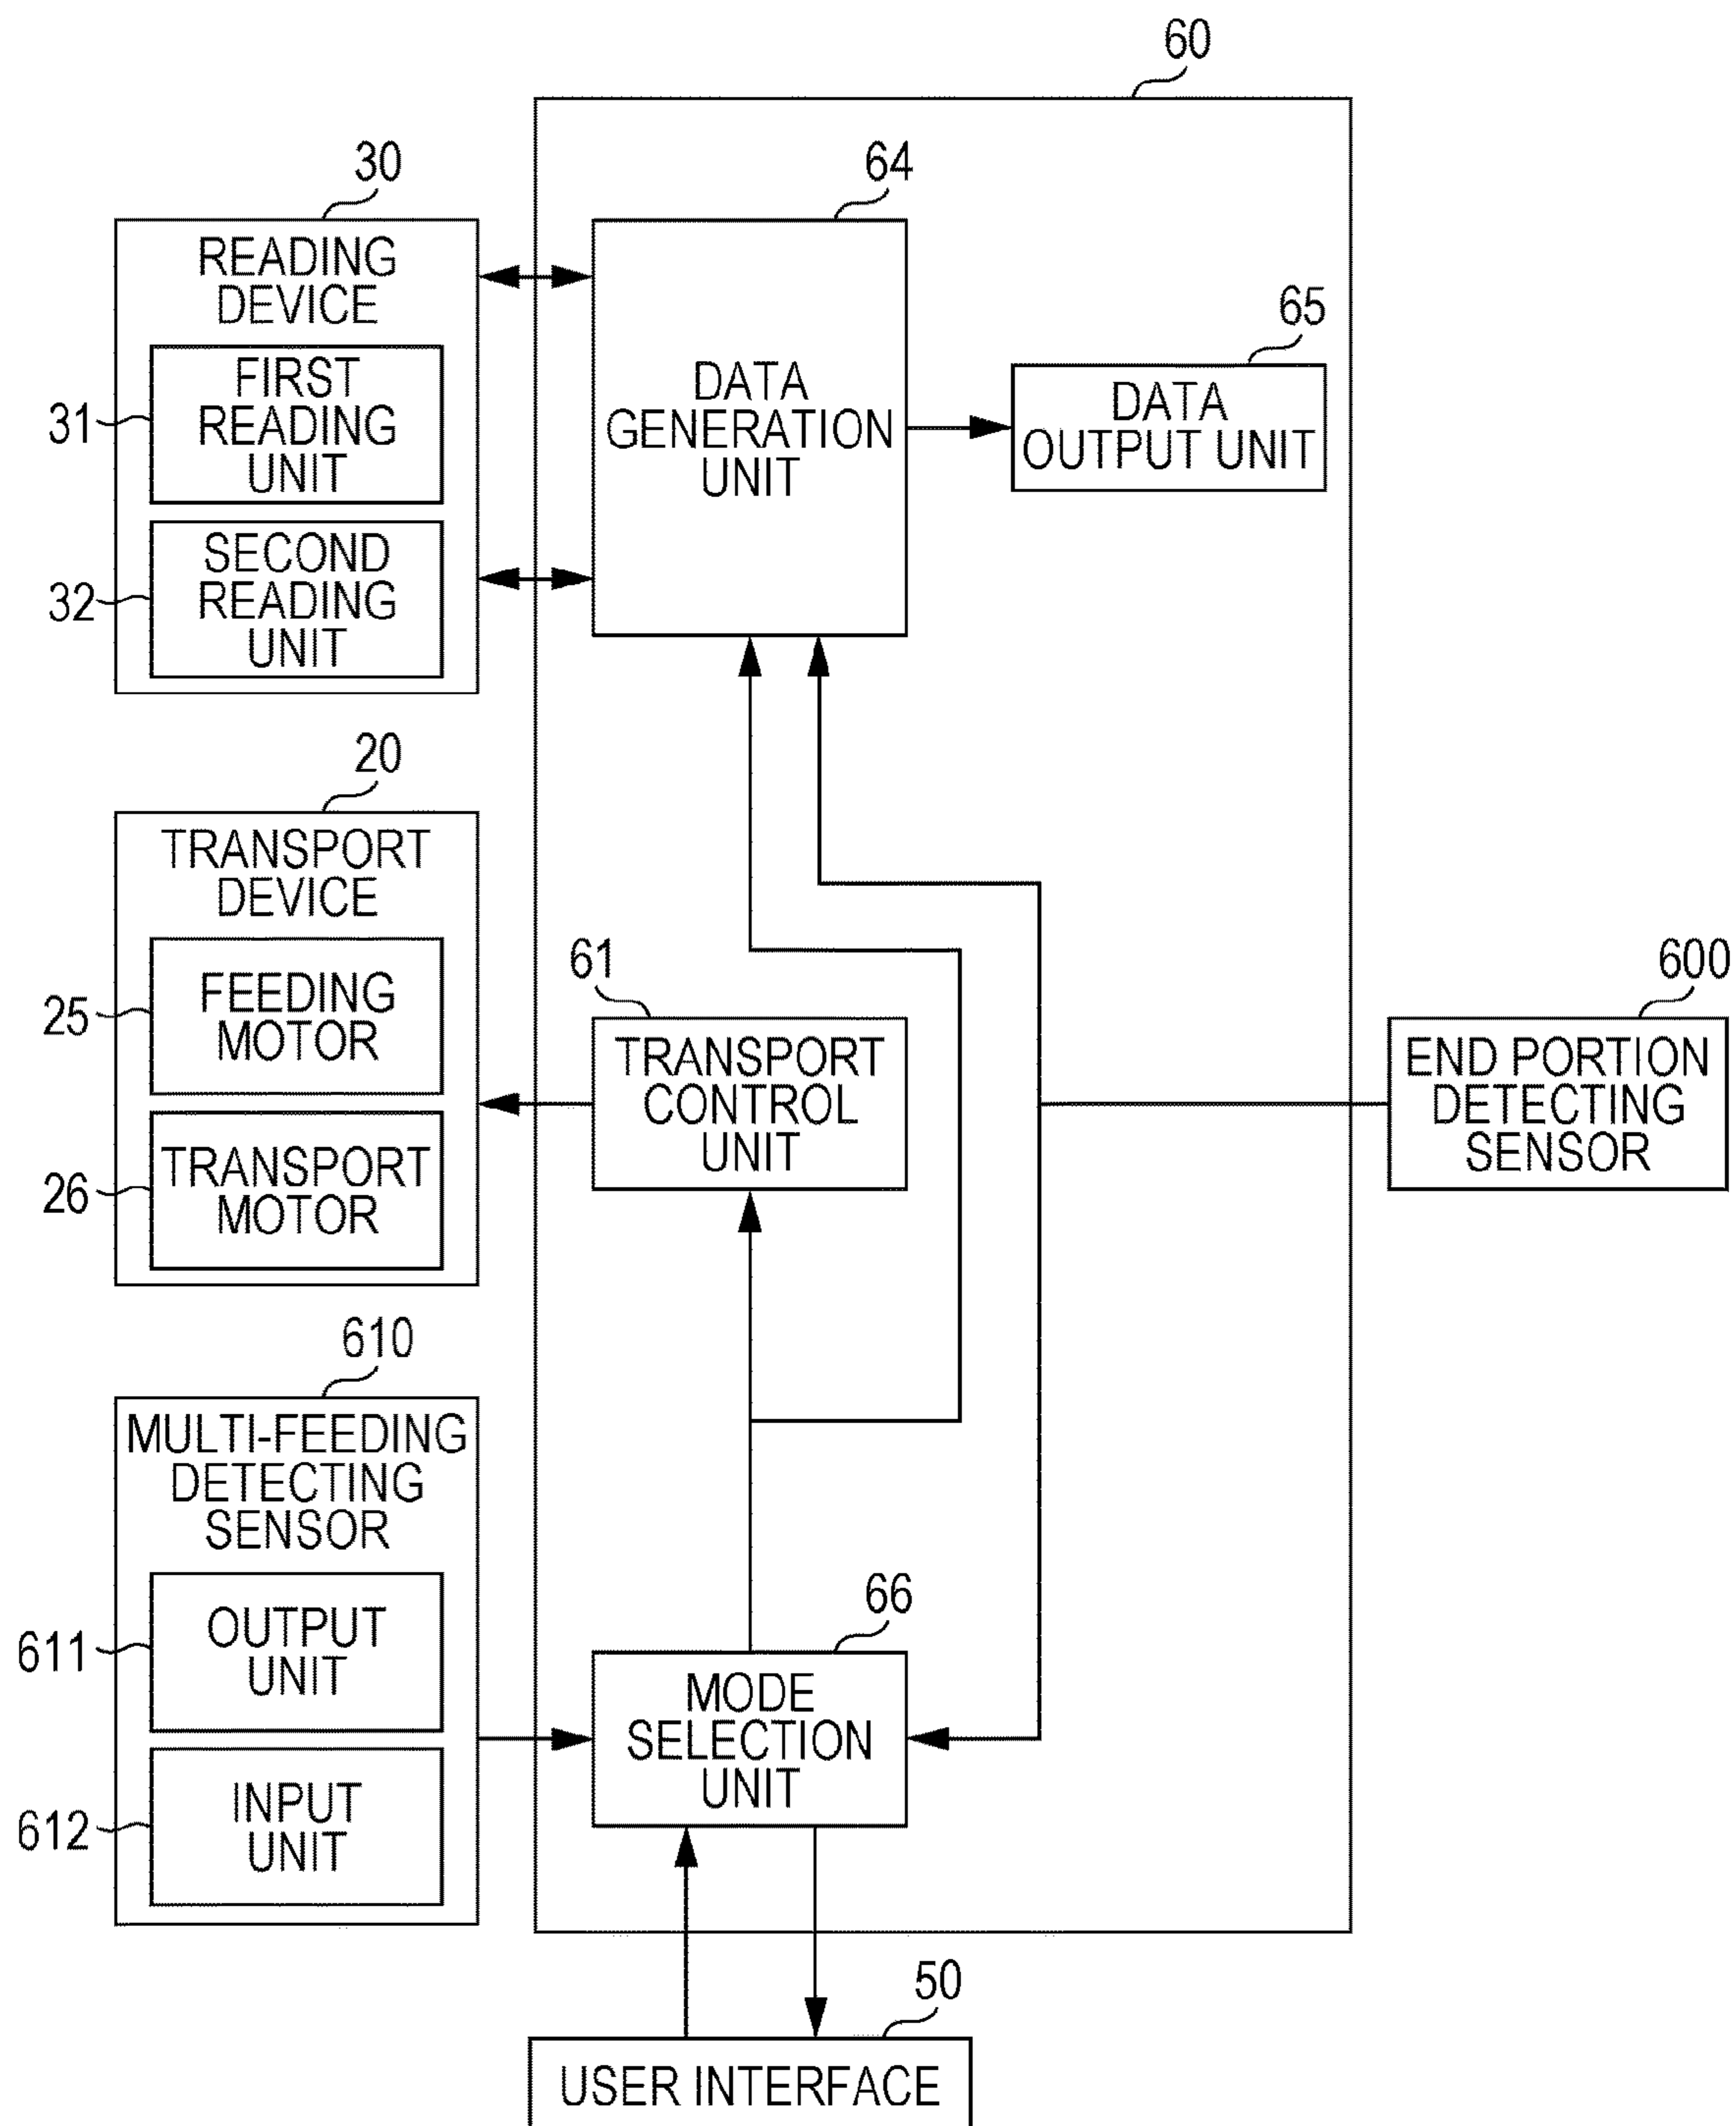 60
30
64
READING
DEVICE
65
FIRST
READING
UNIT
31
DATA
GENERATION
UNIT
DATA
OUTPUT UNIT
SECOND
READING
UNIT
32
20
TRANSPORT
DEVICE
61
600
FEEDING
MOTOR
25
TRANSPORT
CONTROL
UNIT
END PORTION
DETECTING
SENSOR
TRANSPORT
MOTOR
26
610
MULTI-FEEDING
DETECTING
SENSOR
66
OUTPUT
UNIT
611
MODE
SELECTION
UNIT
INPUT
UNIT
612
50
USER INTERFACE